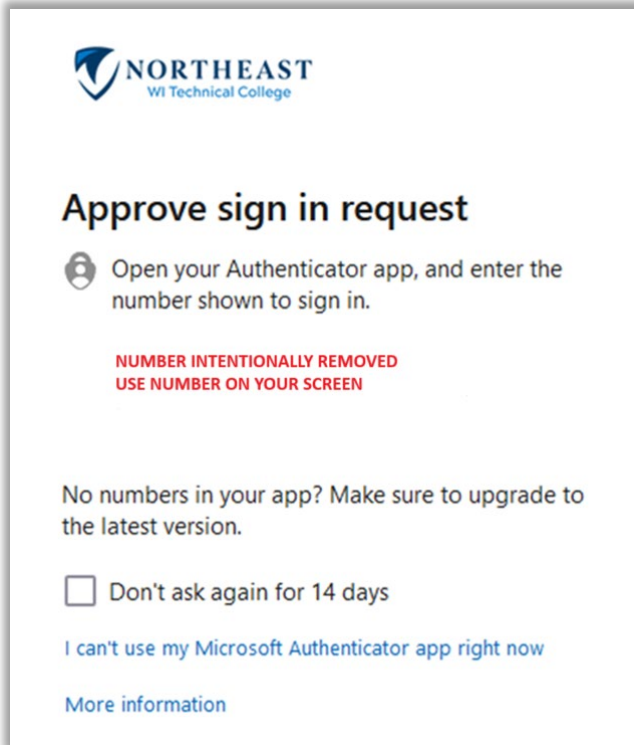 NORTHEAST
WI Technical College
Approve sign in request
Open your Authenticator app, and enter the
number shown to sign in.
NUMBER INTENTIONALLY REMOVED
USE NUMBER ON YOUR SCREEN
No numbers in your app? Make sure to upgrade to
the latest version.
Don't ask again for 14 days
I can't use my Microsoft Authenticator app right now
More information